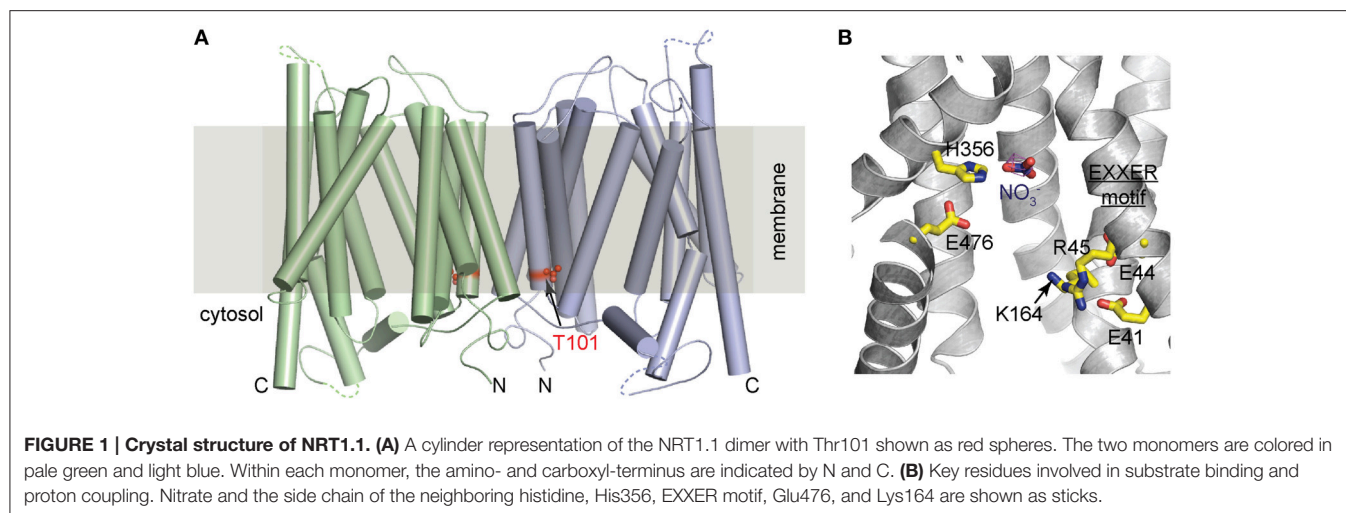 A
B
membrane
cytosol
T101
C
N
N
C
H356
NO₃⁻
EXXER
motif
E476
R45
E44
K164
E41
FIGURE 1 | Crystal structure of NRT1.1. (A) A cylinder representation of the NRT1.1 dimer with Thr101 shown as red spheres. The two monomers are colored in
pale green and light blue. Within each monomer, the amino- and carboxyl-terminus are indicated by N and C. (B) Key residues involved in substrate binding and
proton coupling. Nitrate and the side chain of the neighboring histidine, His356, EXXER motif, Glu476, and Lys164 are shown as sticks.